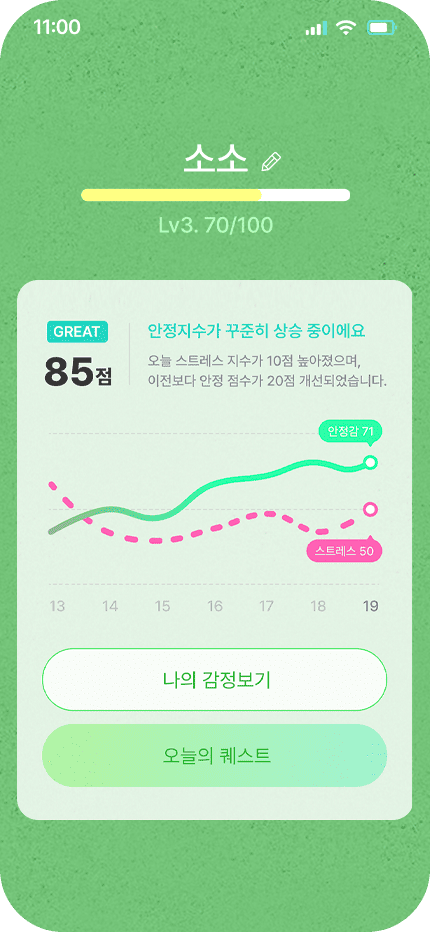 11:00
소소
Lv3. 70/100
GREAT
85점
안정지수가 꾸준히 상승 중이에요
오늘 스트레스 지수가 10점 높아졌으며,
이전보다 안정 점수가 20점 개선되었습니다.
안정감 71
스트레스 50
13 14 15 16 17 18 19
나의 감정보기
오늘의 퀘스트